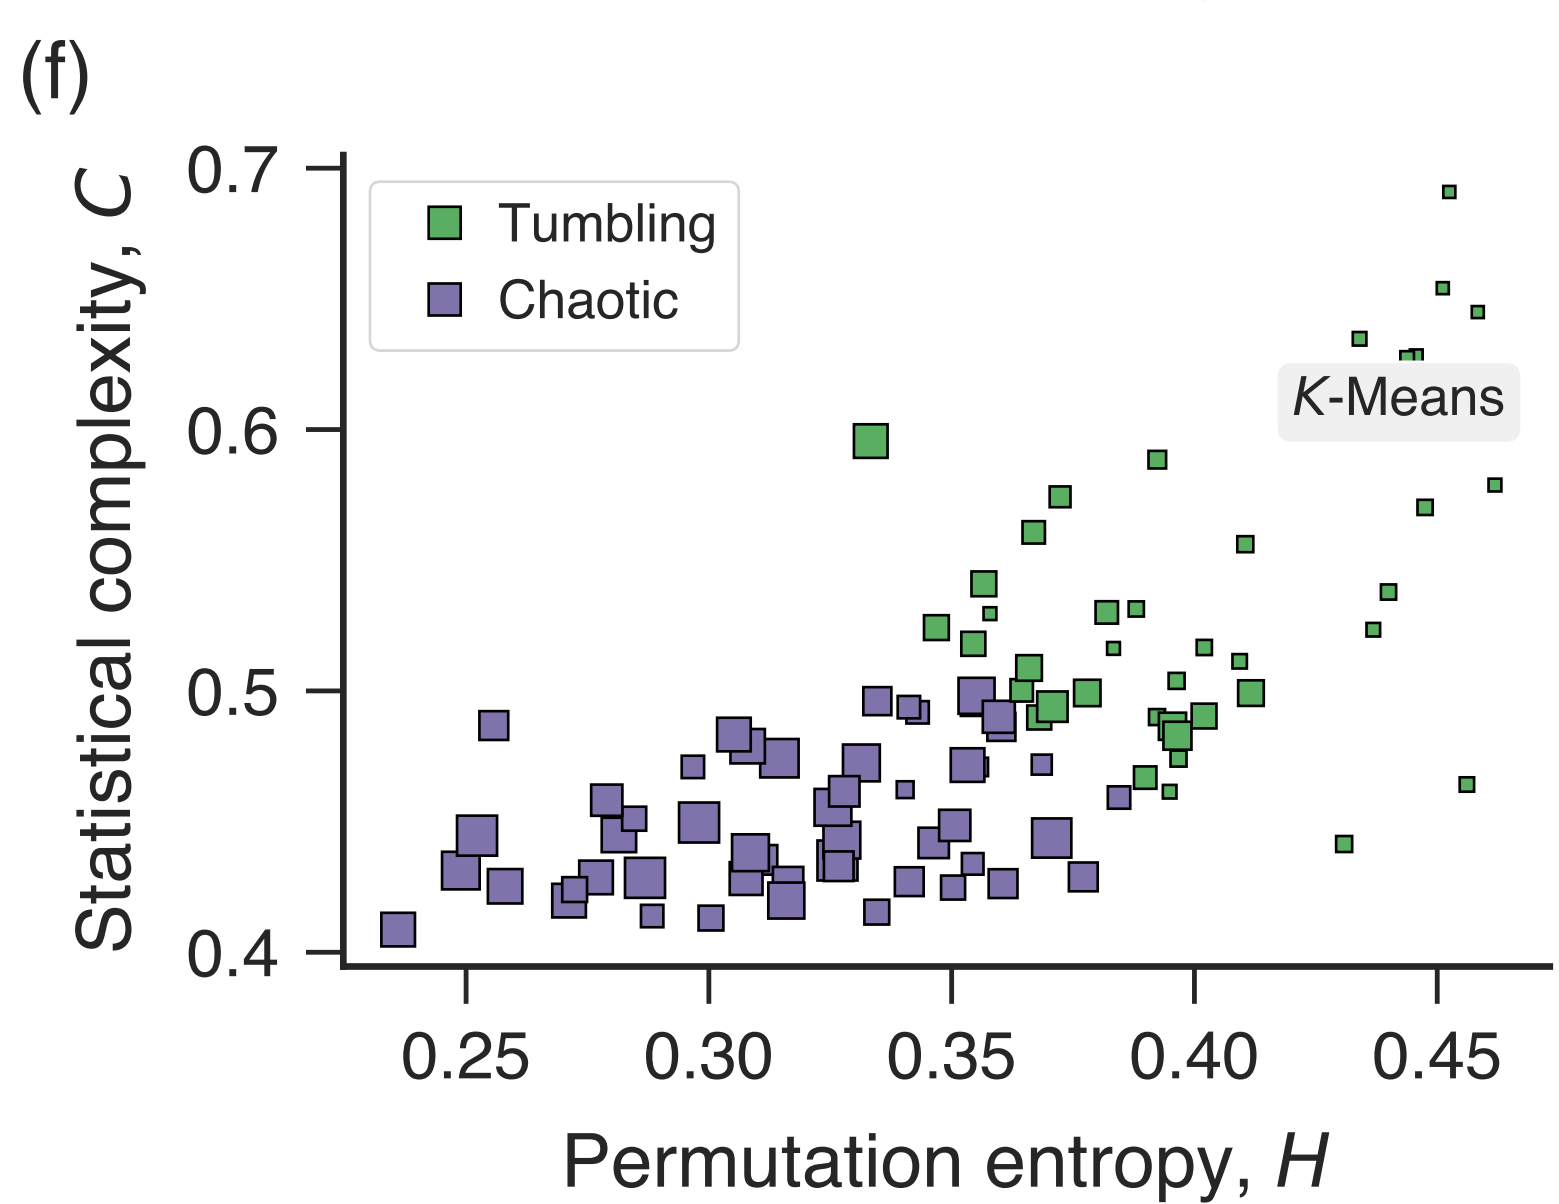 (f)
Statistical complexity, C
0.7
0.6
0.5
0.4
Tumbling
Chaotic
K-Means
0.25 0.30 0.35 0.40 0.45
Permutation entropy, H